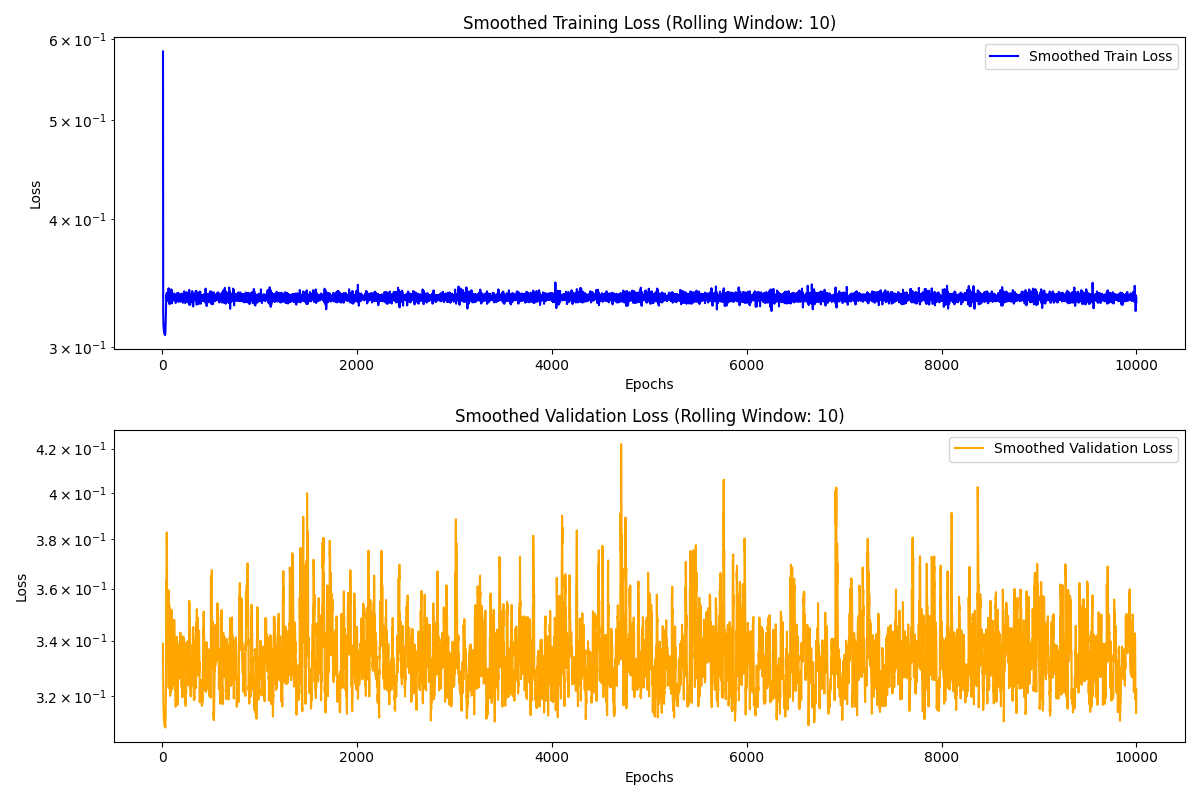 Smoothed Training Loss (Rolling Window: 10)
6 × 10⁻¹
5 × 10⁻¹
4 × 10⁻¹
3 × 10⁻¹
Loss
Smoothed Train Loss
0 2000 4000 6000 8000 10000
Epochs
Smoothed Validation Loss (Rolling Window: 10)
4.2 × 10⁻¹
4 × 10⁻¹
3.8 × 10⁻¹
3.6 × 10⁻¹
3.4 × 10⁻¹
3.2 × 10⁻¹
Loss
Smoothed Validation Loss
0 2000 4000 6000 8000 10000
Epochs